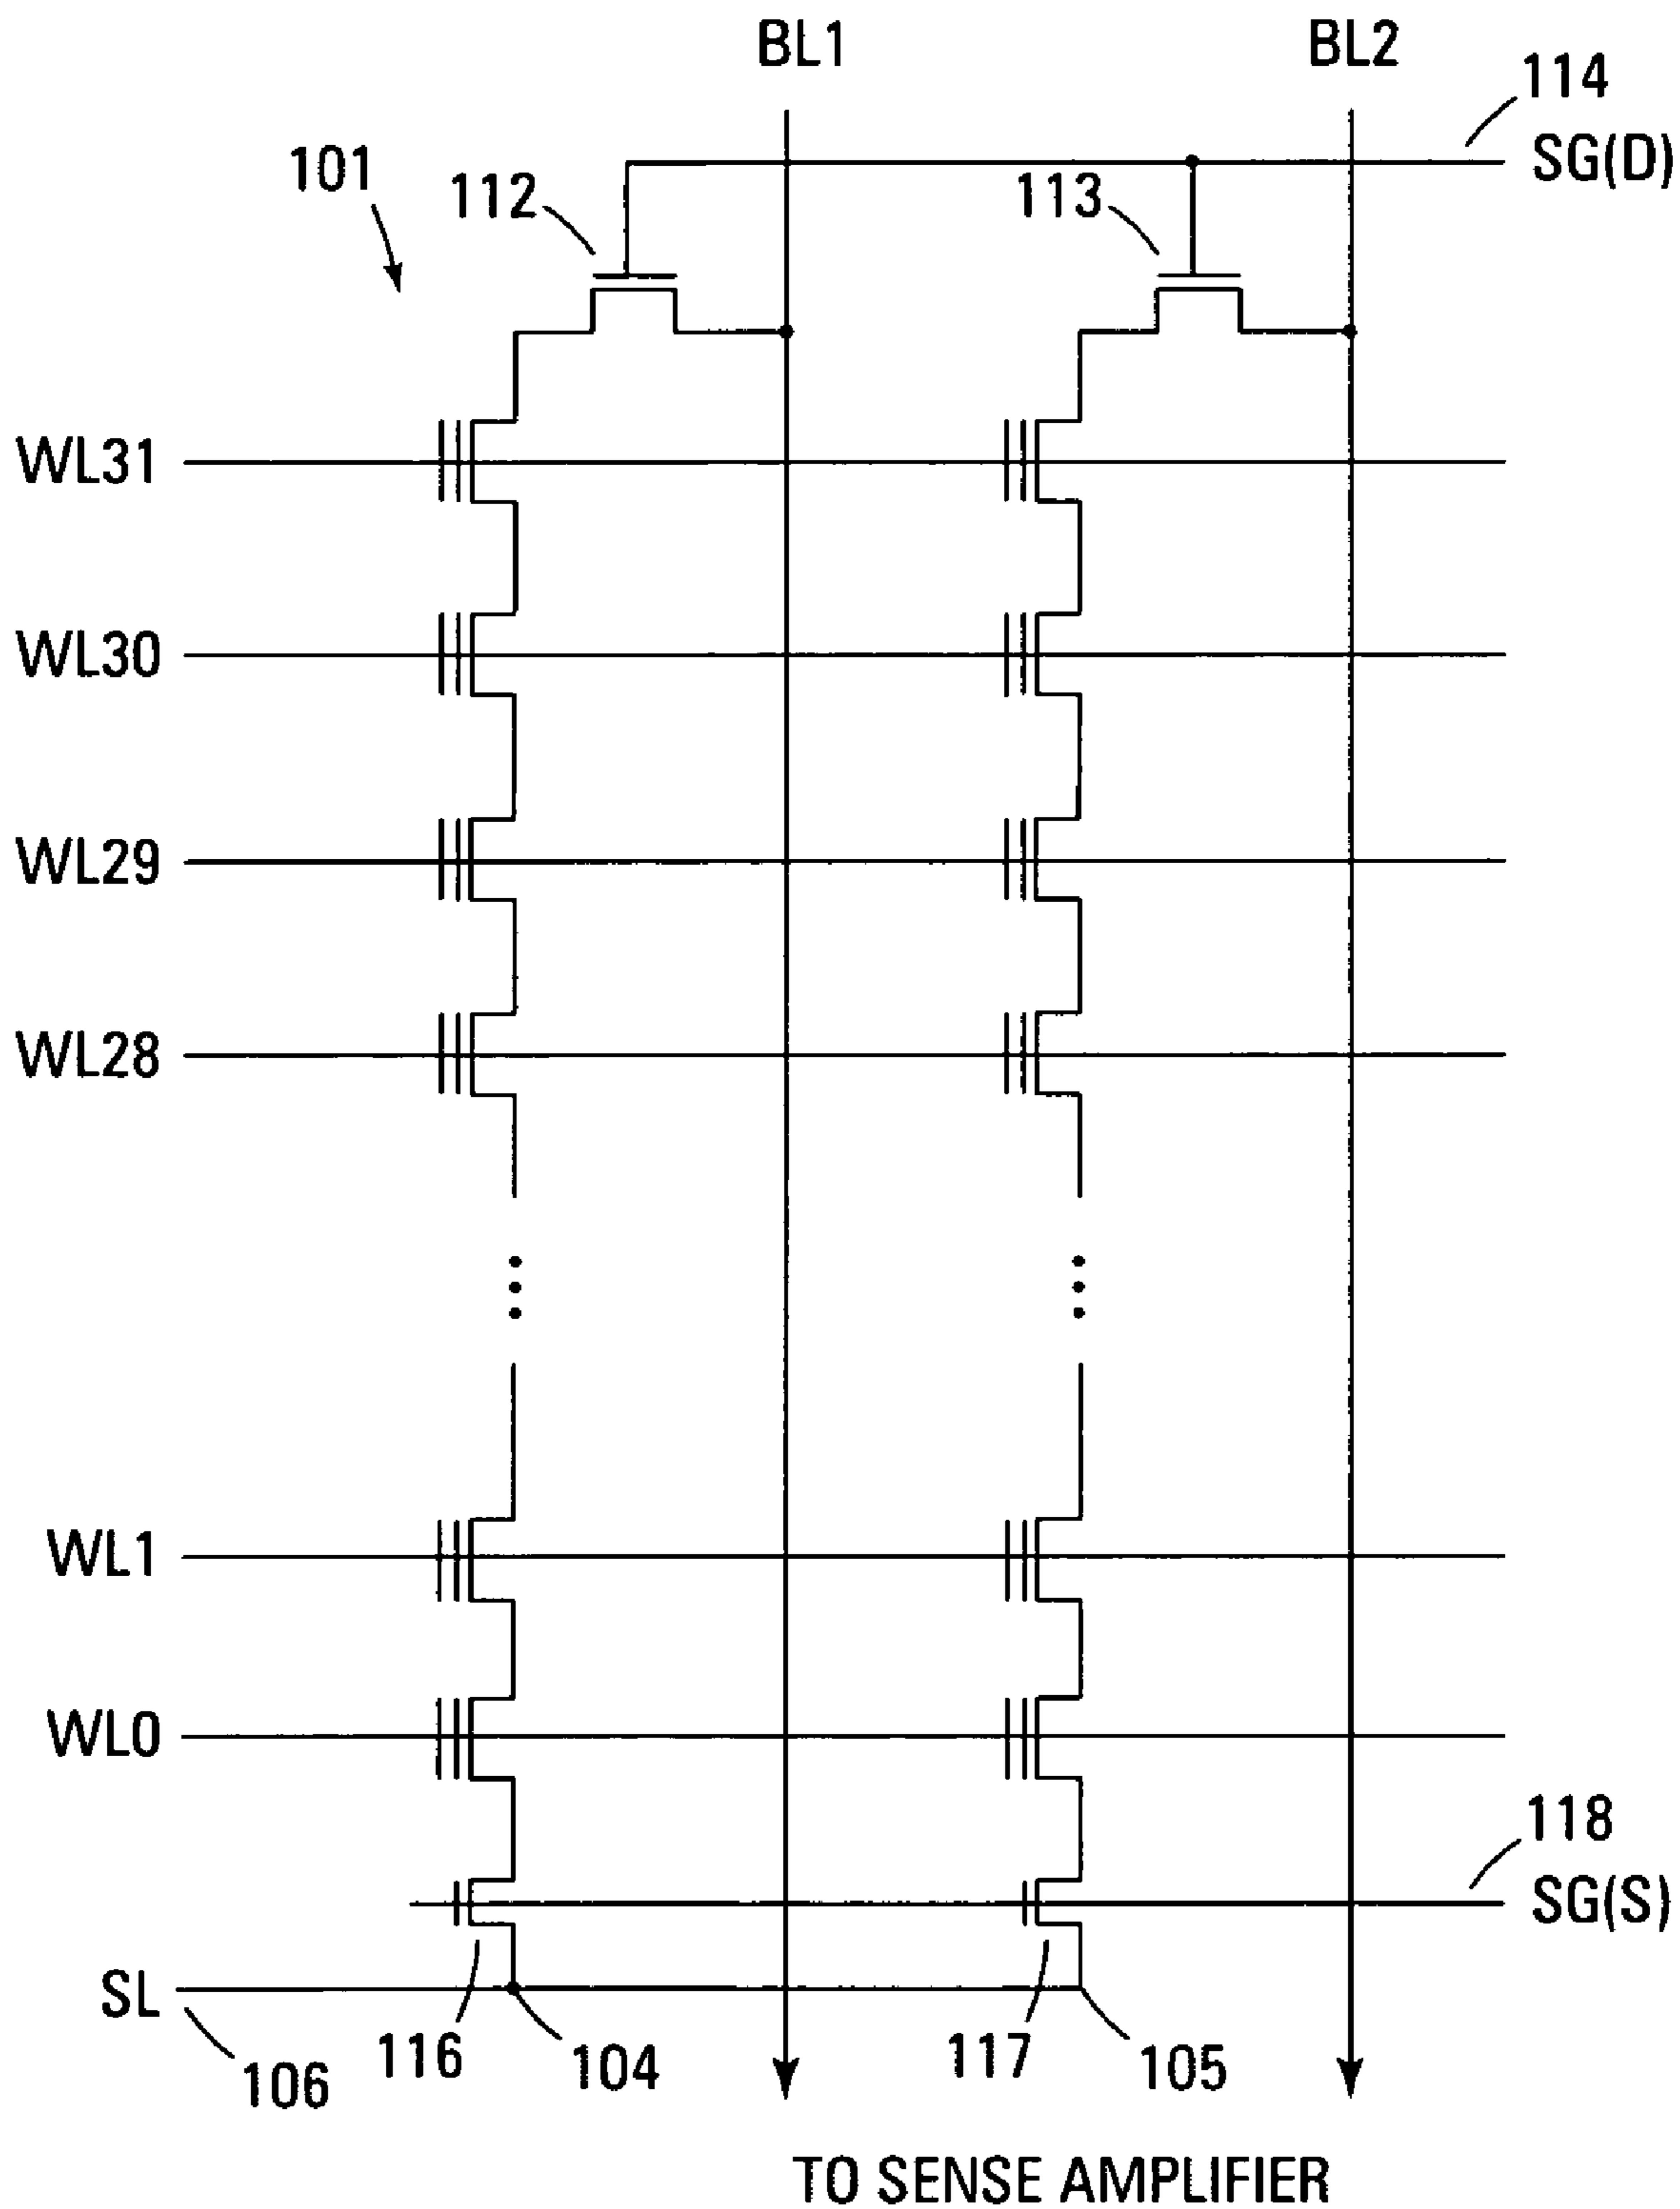 BL1
BL2
114
SG(D)
101
112
113
WL31
WL30
WL29
WL28
WL1
WL0
118
SG(S)
SL
106
116
104
117
105
TO SENSE AMPLIFIER